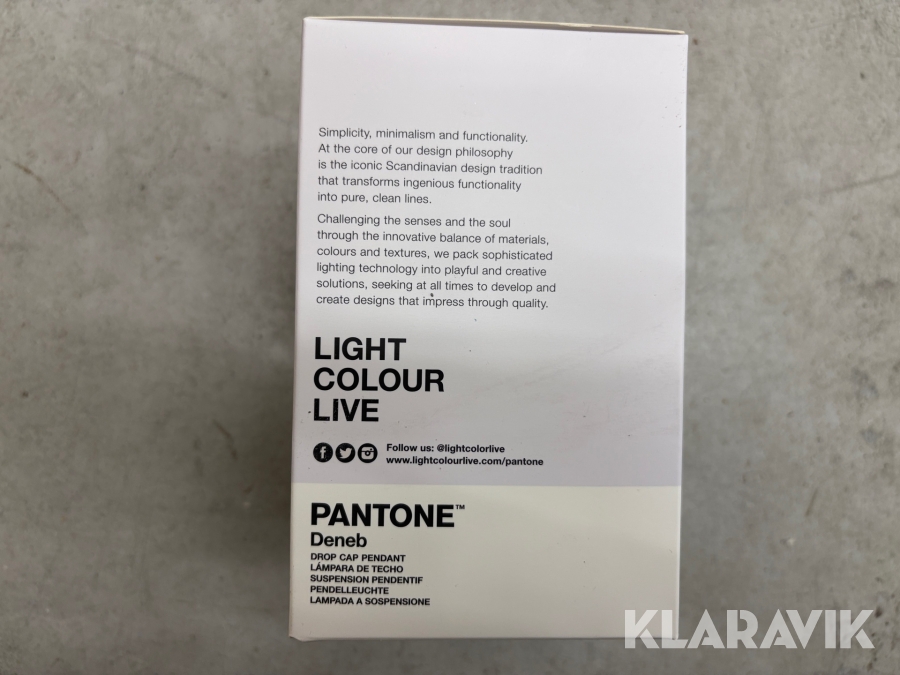 Simplicity, minimalism and functionality.
At the core of our design philosophy
is the iconic Scandinavian design tradition
that transforms ingenious functionality
into pure, clean lines.
Challenging the senses and the soul
through the innovative balance of materials,
colours and textures, we pack sophisticated
lighting technology into playful and creative
solutions, seeking at all times to develop and
create designs that impress through quality.
LIGHT
COLOUR
LIVE
Follow us: @lightcolorlive
www.lightcolourlive.com/pantone
PANTONE™
Deneb
DROP CAP PENDANT
LÁMPARA DE TECHO
SUSPENSION PENDENTIF
PENDELLEUCHTE
LAMPADA A SOSPENSIONE
KLARAVIK